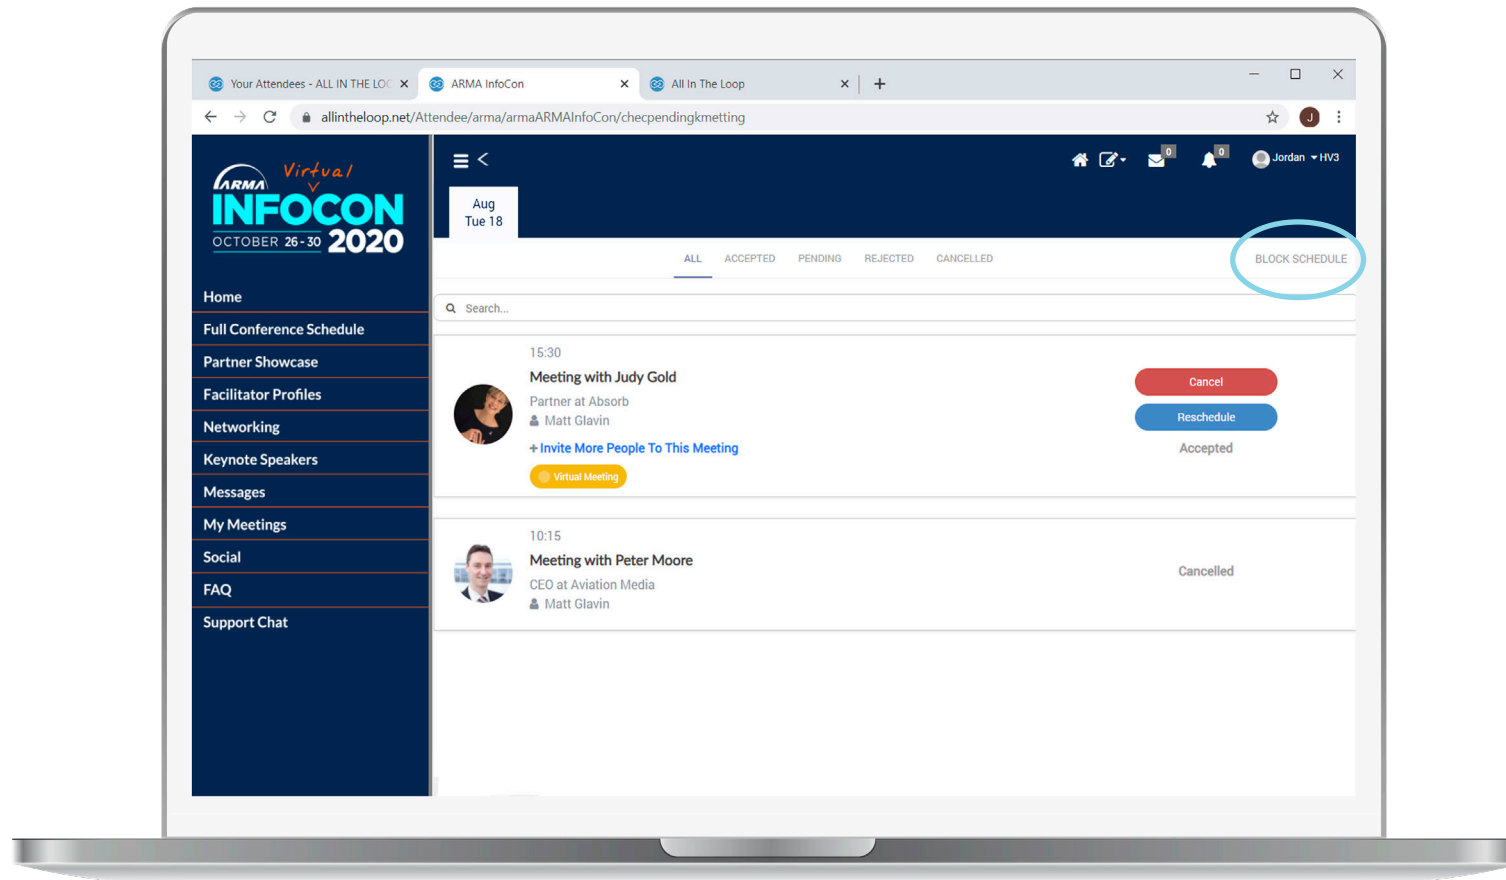 Your Attendees - ALL IN THE LOO
ARMA InfoCon
All In The Loop
allintheloop.net/Attendee/arma/armaARMAInfoCon/checpendingkmetting
J
ARMA
Virtual
INFOCON
OCTOBER 26-30 2020
0
0
Jordan HV3
Aug
Tue 18
ALL
ACCEPTED
PENDING
REJECTED
CANCELLED
BLOCK SCHEDULE
Home
Full Conference Schedule
Partner Showcase
Facilitator Profiles
Networking
Keynote Speakers
Messages
My Meetings
Social
FAQ
Support Chat
Search...
15:30
Meeting with Judy Gold
Partner at Absorb
Matt Glavin
+Invite More People To This Meeting
Virtual Meeting
Cancel
Reschedule
Accepted
10:15
Meeting with Peter Moore
CEO at Aviation Media
Matt Glavin
Cancelled